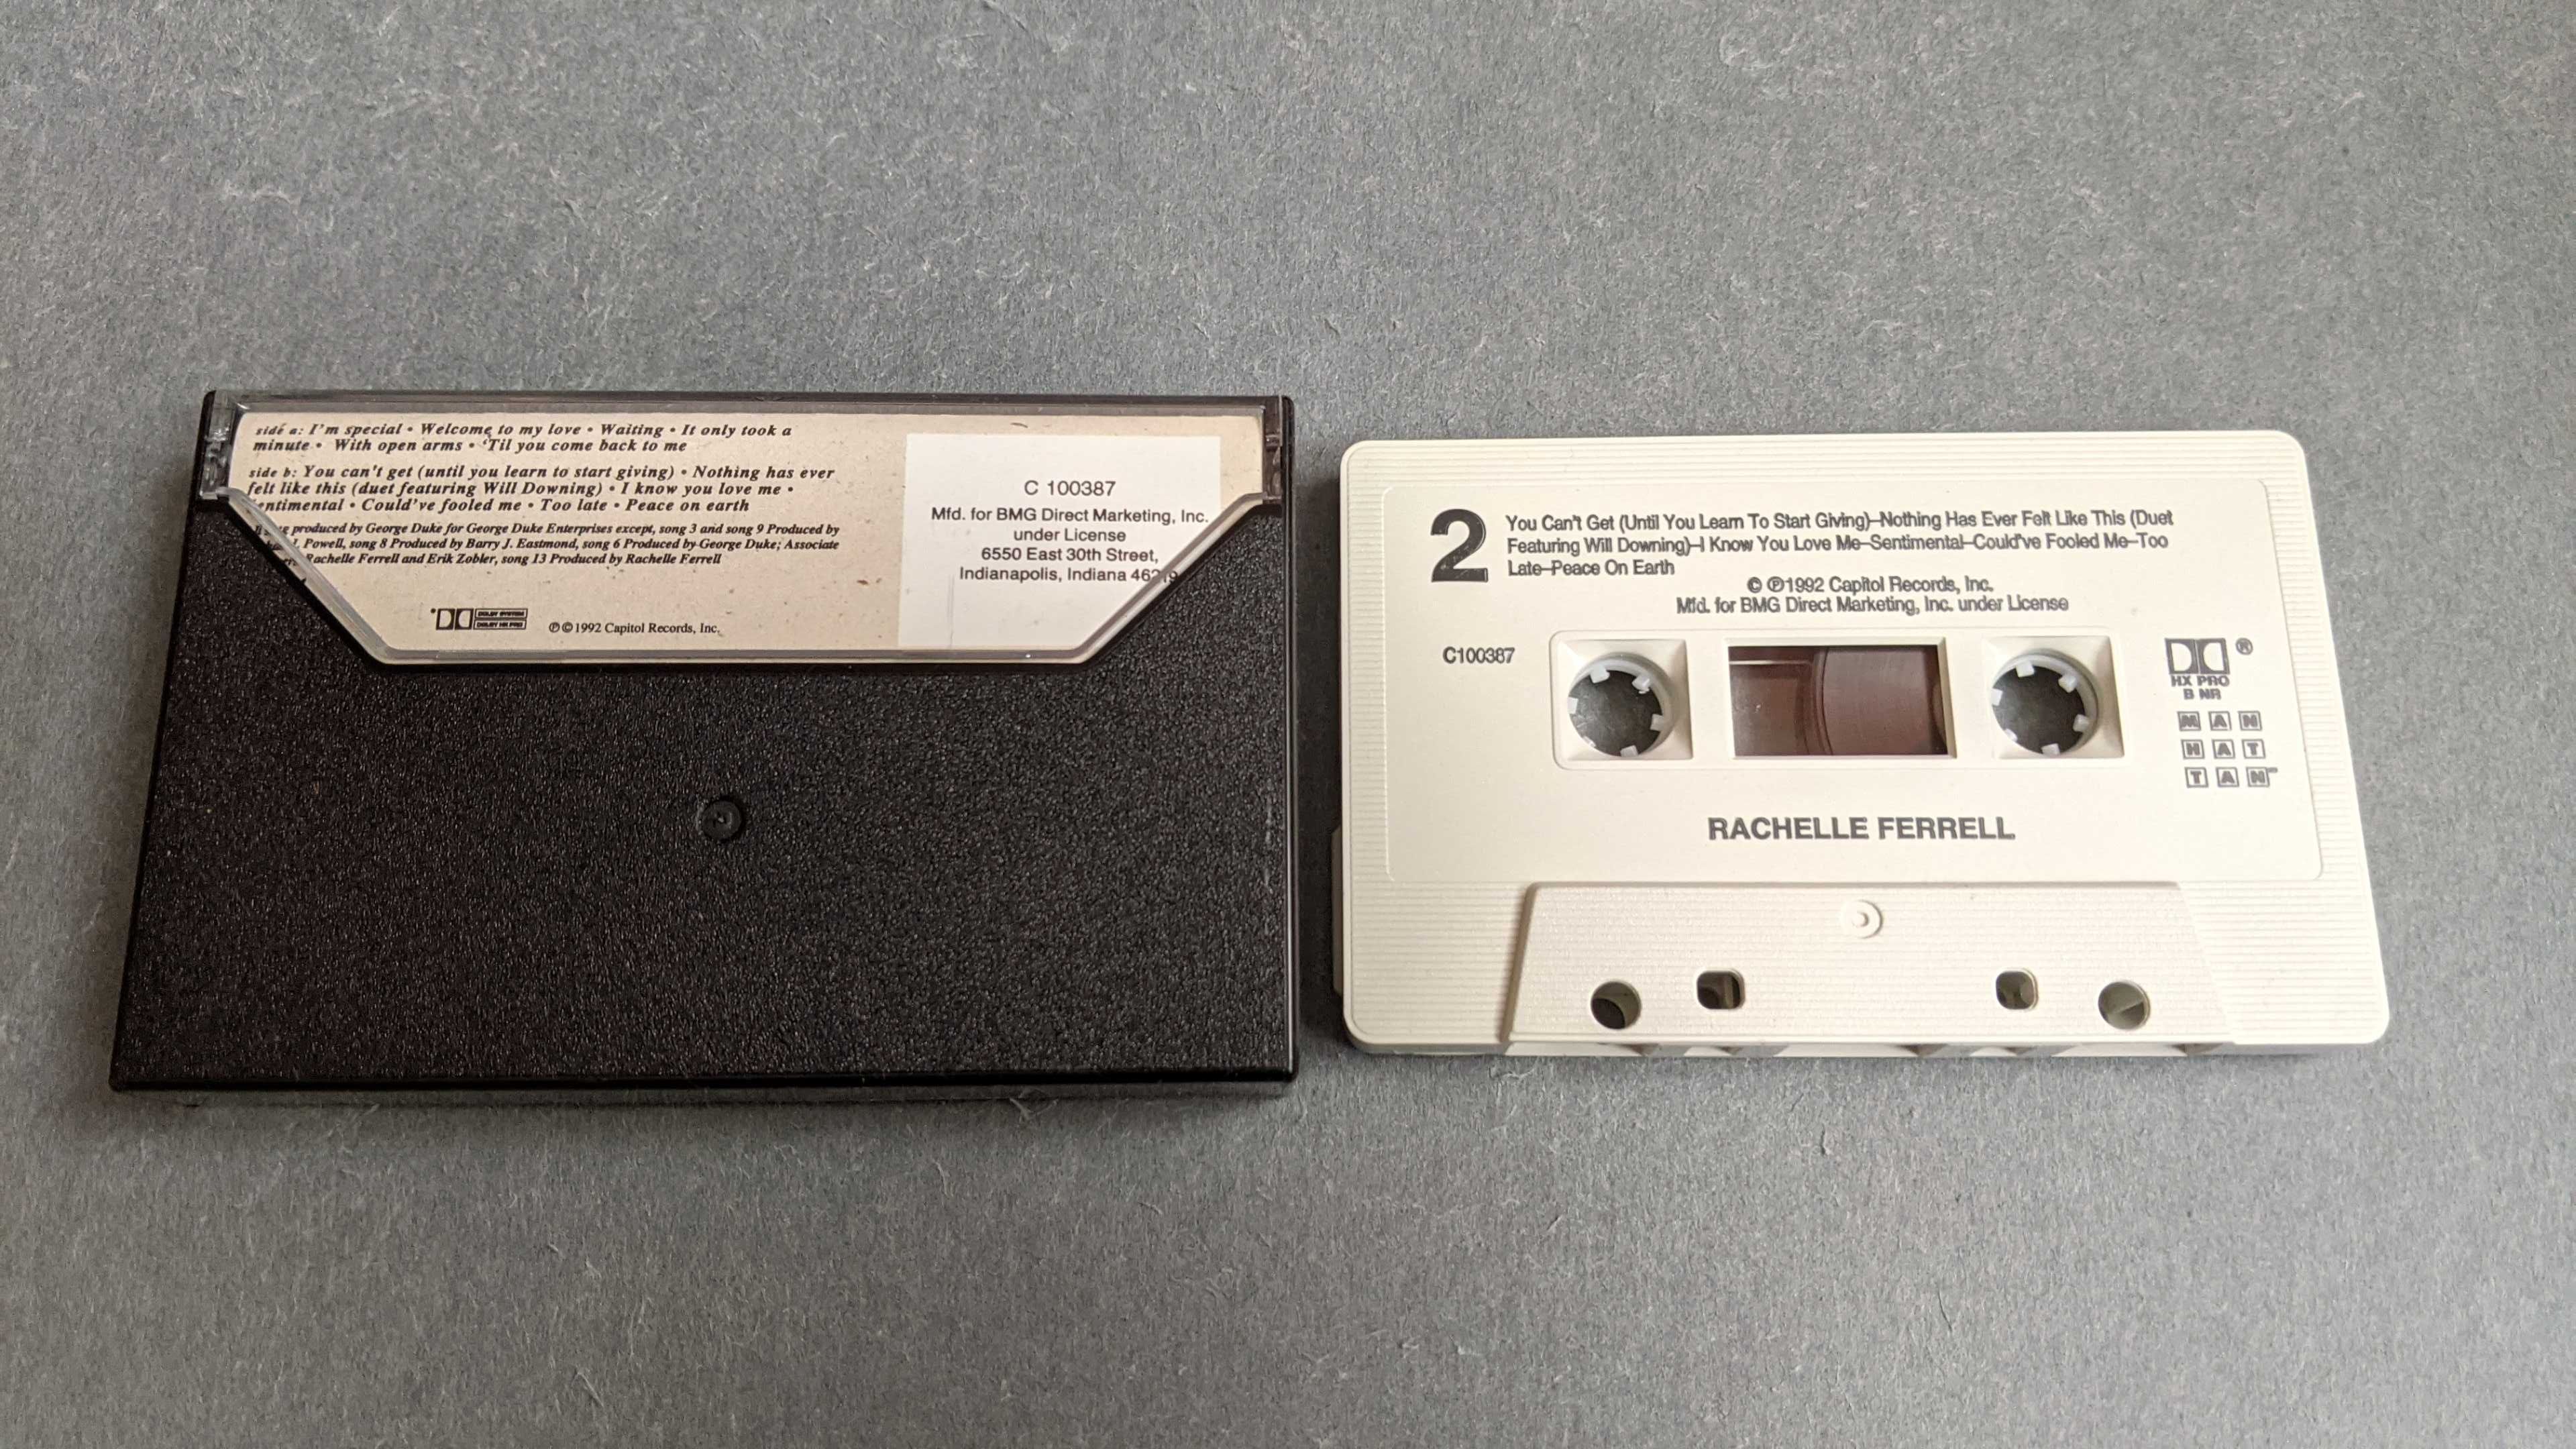 side a: I'm special • Welcome to my love • Waiting • It only took a
minute • With open arms • 'Til you come back to me
side b: You can't get (until you learn to start giving) • Nothing has ever
felt like this (duet featuring Will Downing) • I know you love me •
entimental • Could've fooled me • Too late • Peace on earth
produced by George Duke for George Duke Enterprises except, song 3 and song 9 Produced by
J. Powell, song 8 Produced by Barry J. Eastmond, song 6 Produced by George Duke; Associate
Rachelle Ferrell and Erik Zobler, song 13 Produced by Rachelle Ferrell
DOLBY SYSTEM
DOLBY HX PRO
℗©1992 Capitol Records, Inc.
C 100387
Mfd. for BMG Direct Marketing, Inc.
under License
6550 East 30th Street,
Indianapolis, Indiana 46219
2
You Can't Get (Until You Learn To Start Giving)–Nothing Has Ever Felt Like This (Duet
Featuring Will Downing)–I Know You Love Me–Sentimental–Could've Fooled Me–Too
Late–Peace On Earth
© ℗1992 Capitol Records, Inc.
Mfd. for BMG Direct Marketing, Inc. under License
C100387
®
HX PRO
B NR
MAN
HAT
TAN™
RACHELLE FERRELL